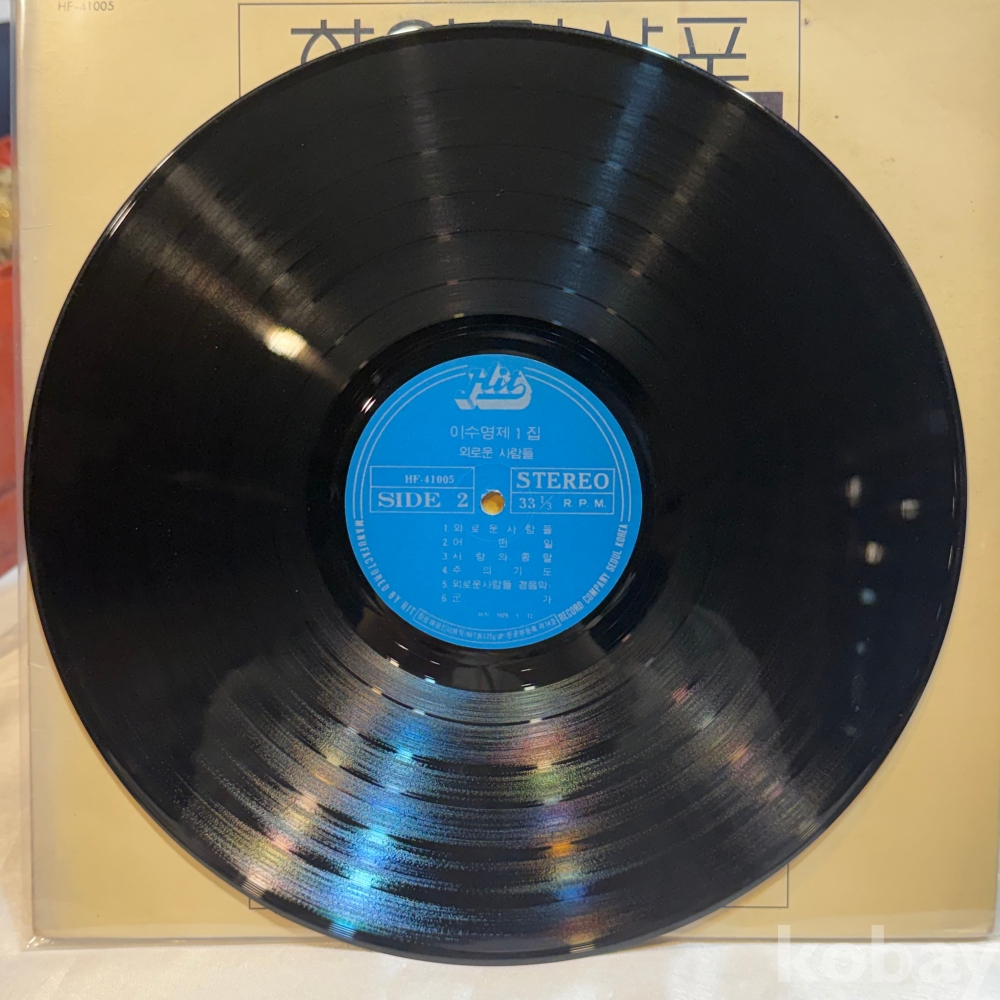 HF-41005
Hit
이수영제1집
외로운 사람들
HF-41005
SIDE 2
STEREO
33 1/3 R.P.M.
1 외로운사람들
2 어떤일
3 사랑의종말
4 주의기도
5 외로운사람들 경음악
6 군가
MANUFACTORED BY HIT RECORD COMPANY SEOUL KOREA
kobay